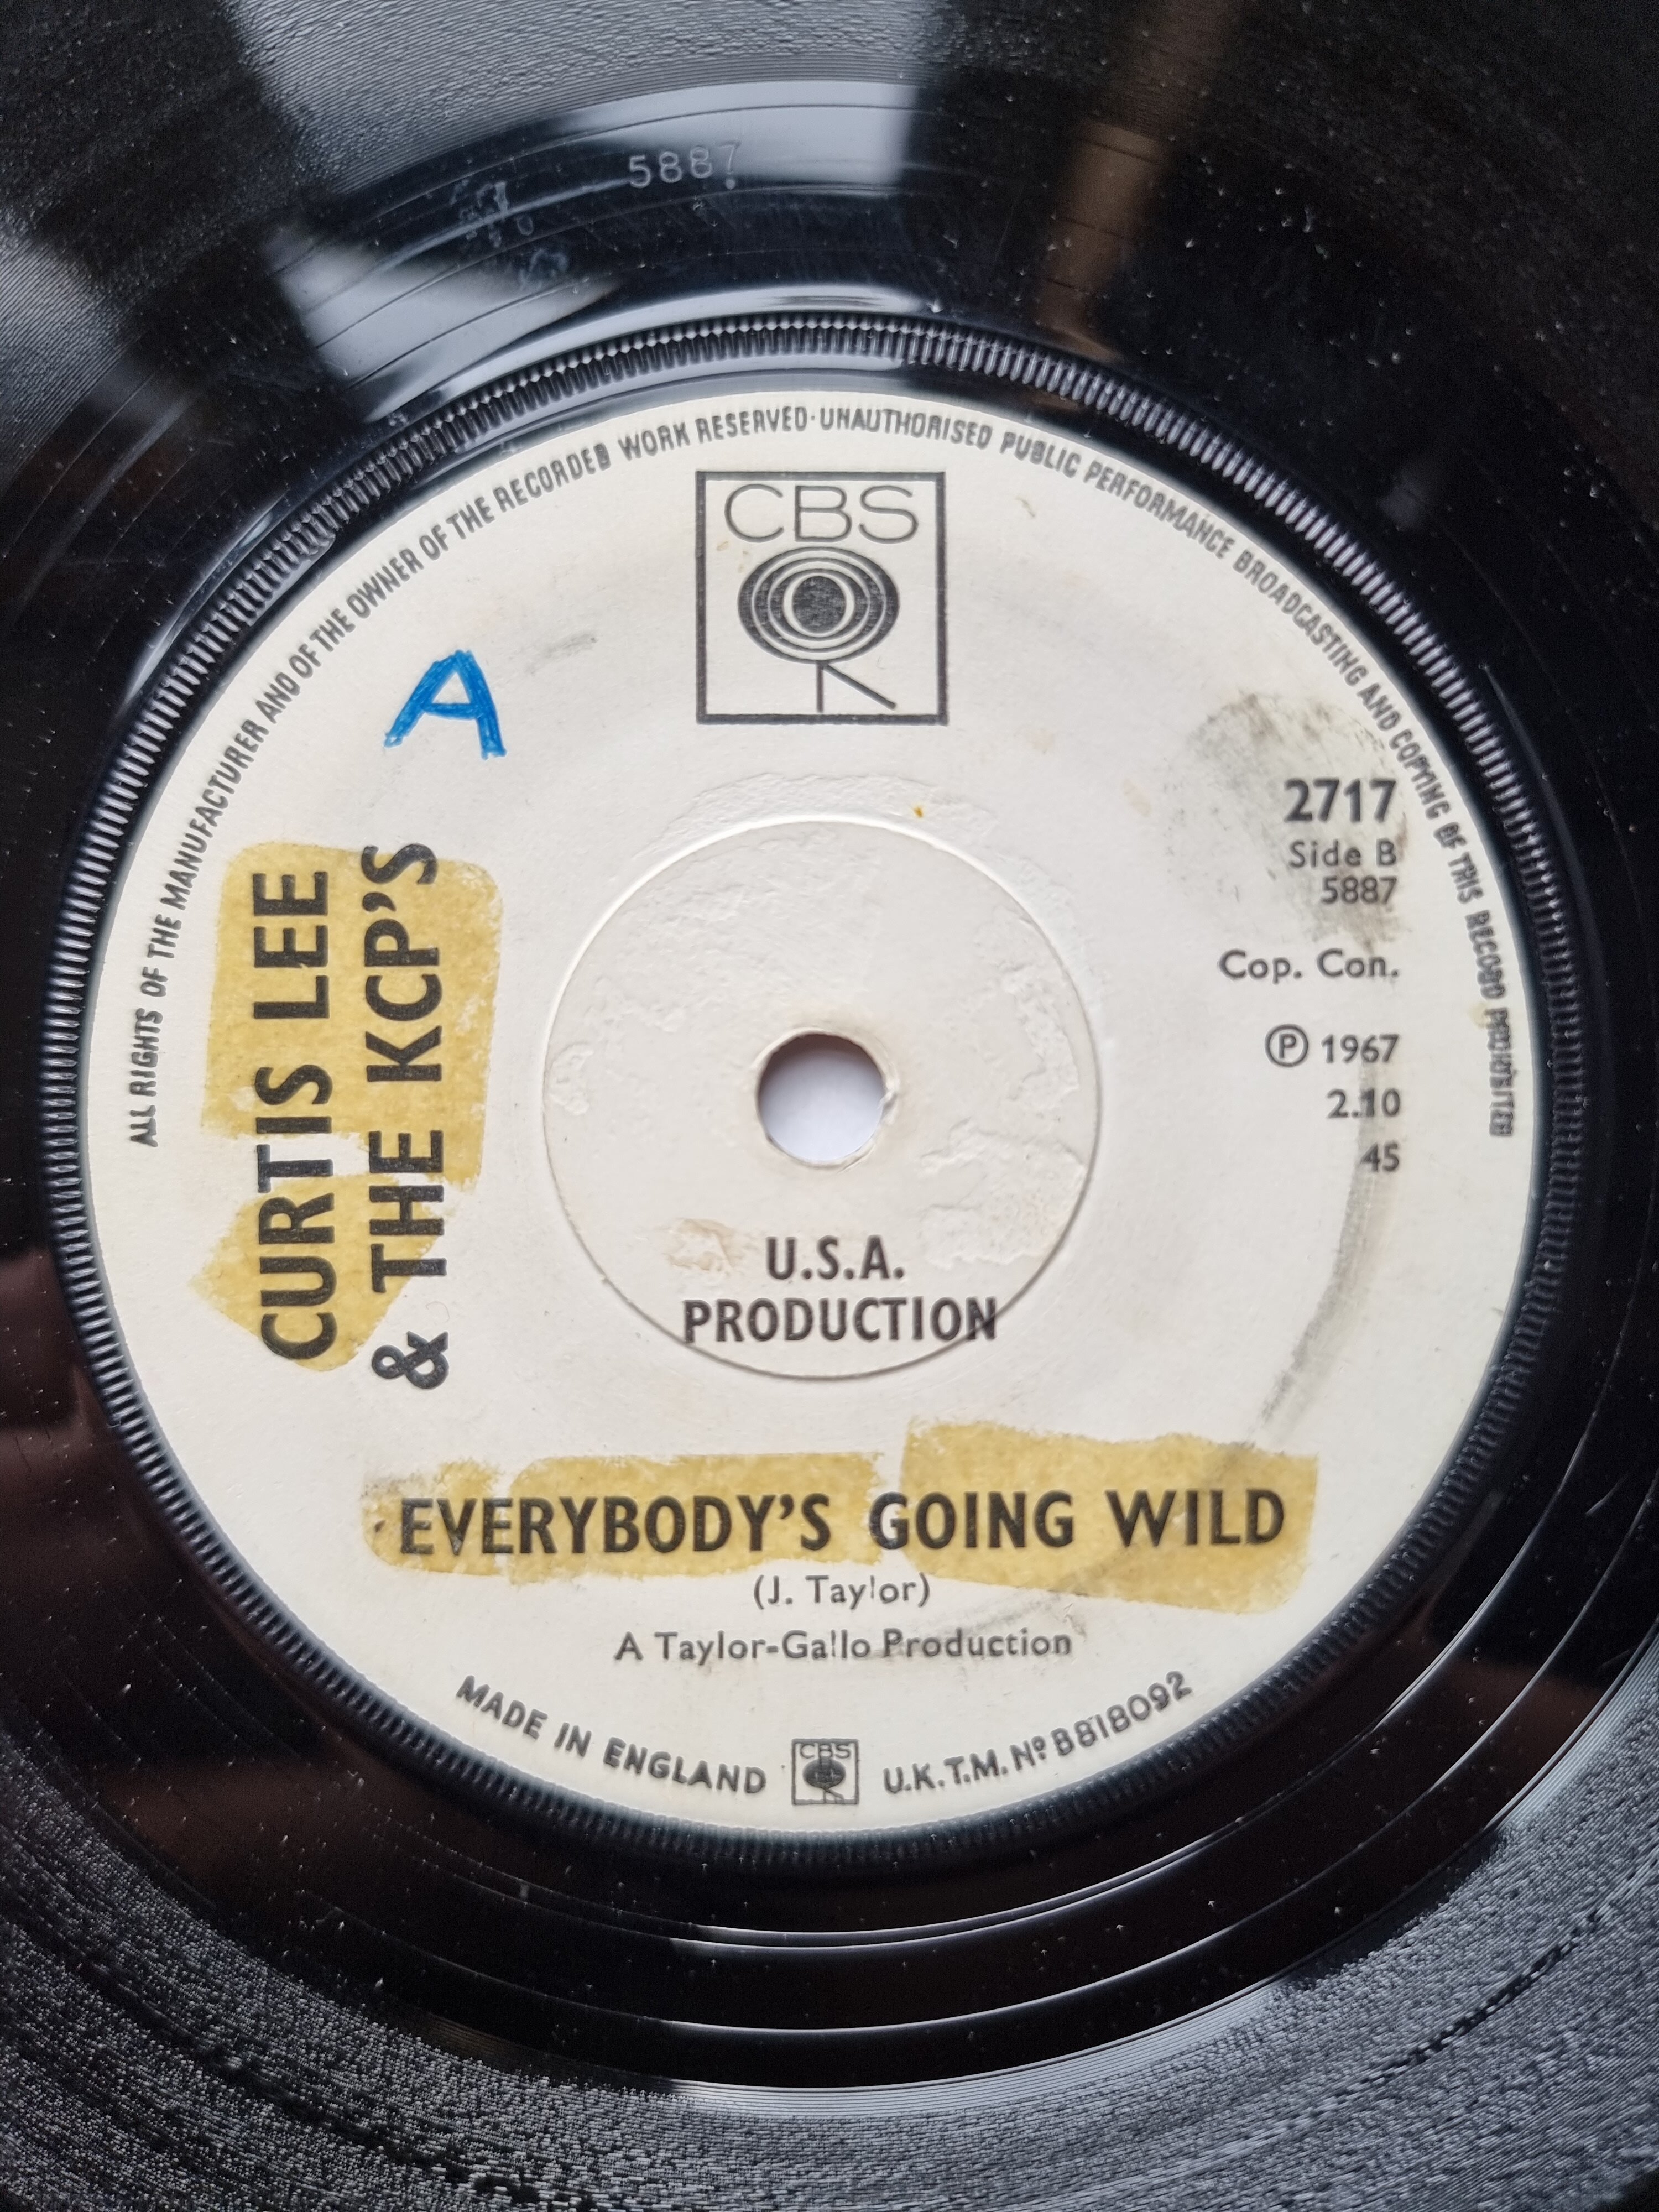 5887
ALL RIGHTS OF THE MANUFACTURER AND OF THE OWNER OF THE RECORDED WORK RESERVED·UNAUTHORISED PUBLIC PERFORMANCE BROADCASTING AND COPYING OF THIS RECORD PROHIBITED
CBS
A
2717
Side B
5887
Cop. Con.
℗ 1967
2.10
45
CURTIS LEE
& THE KCP'S
U.S.A.
PRODUCTION
EVERYBODY'S GOING WILD
(J. Taylor)
A Taylor-Gallo Production
MADE IN ENGLAND CBS U.K.T.M. Nº B818092